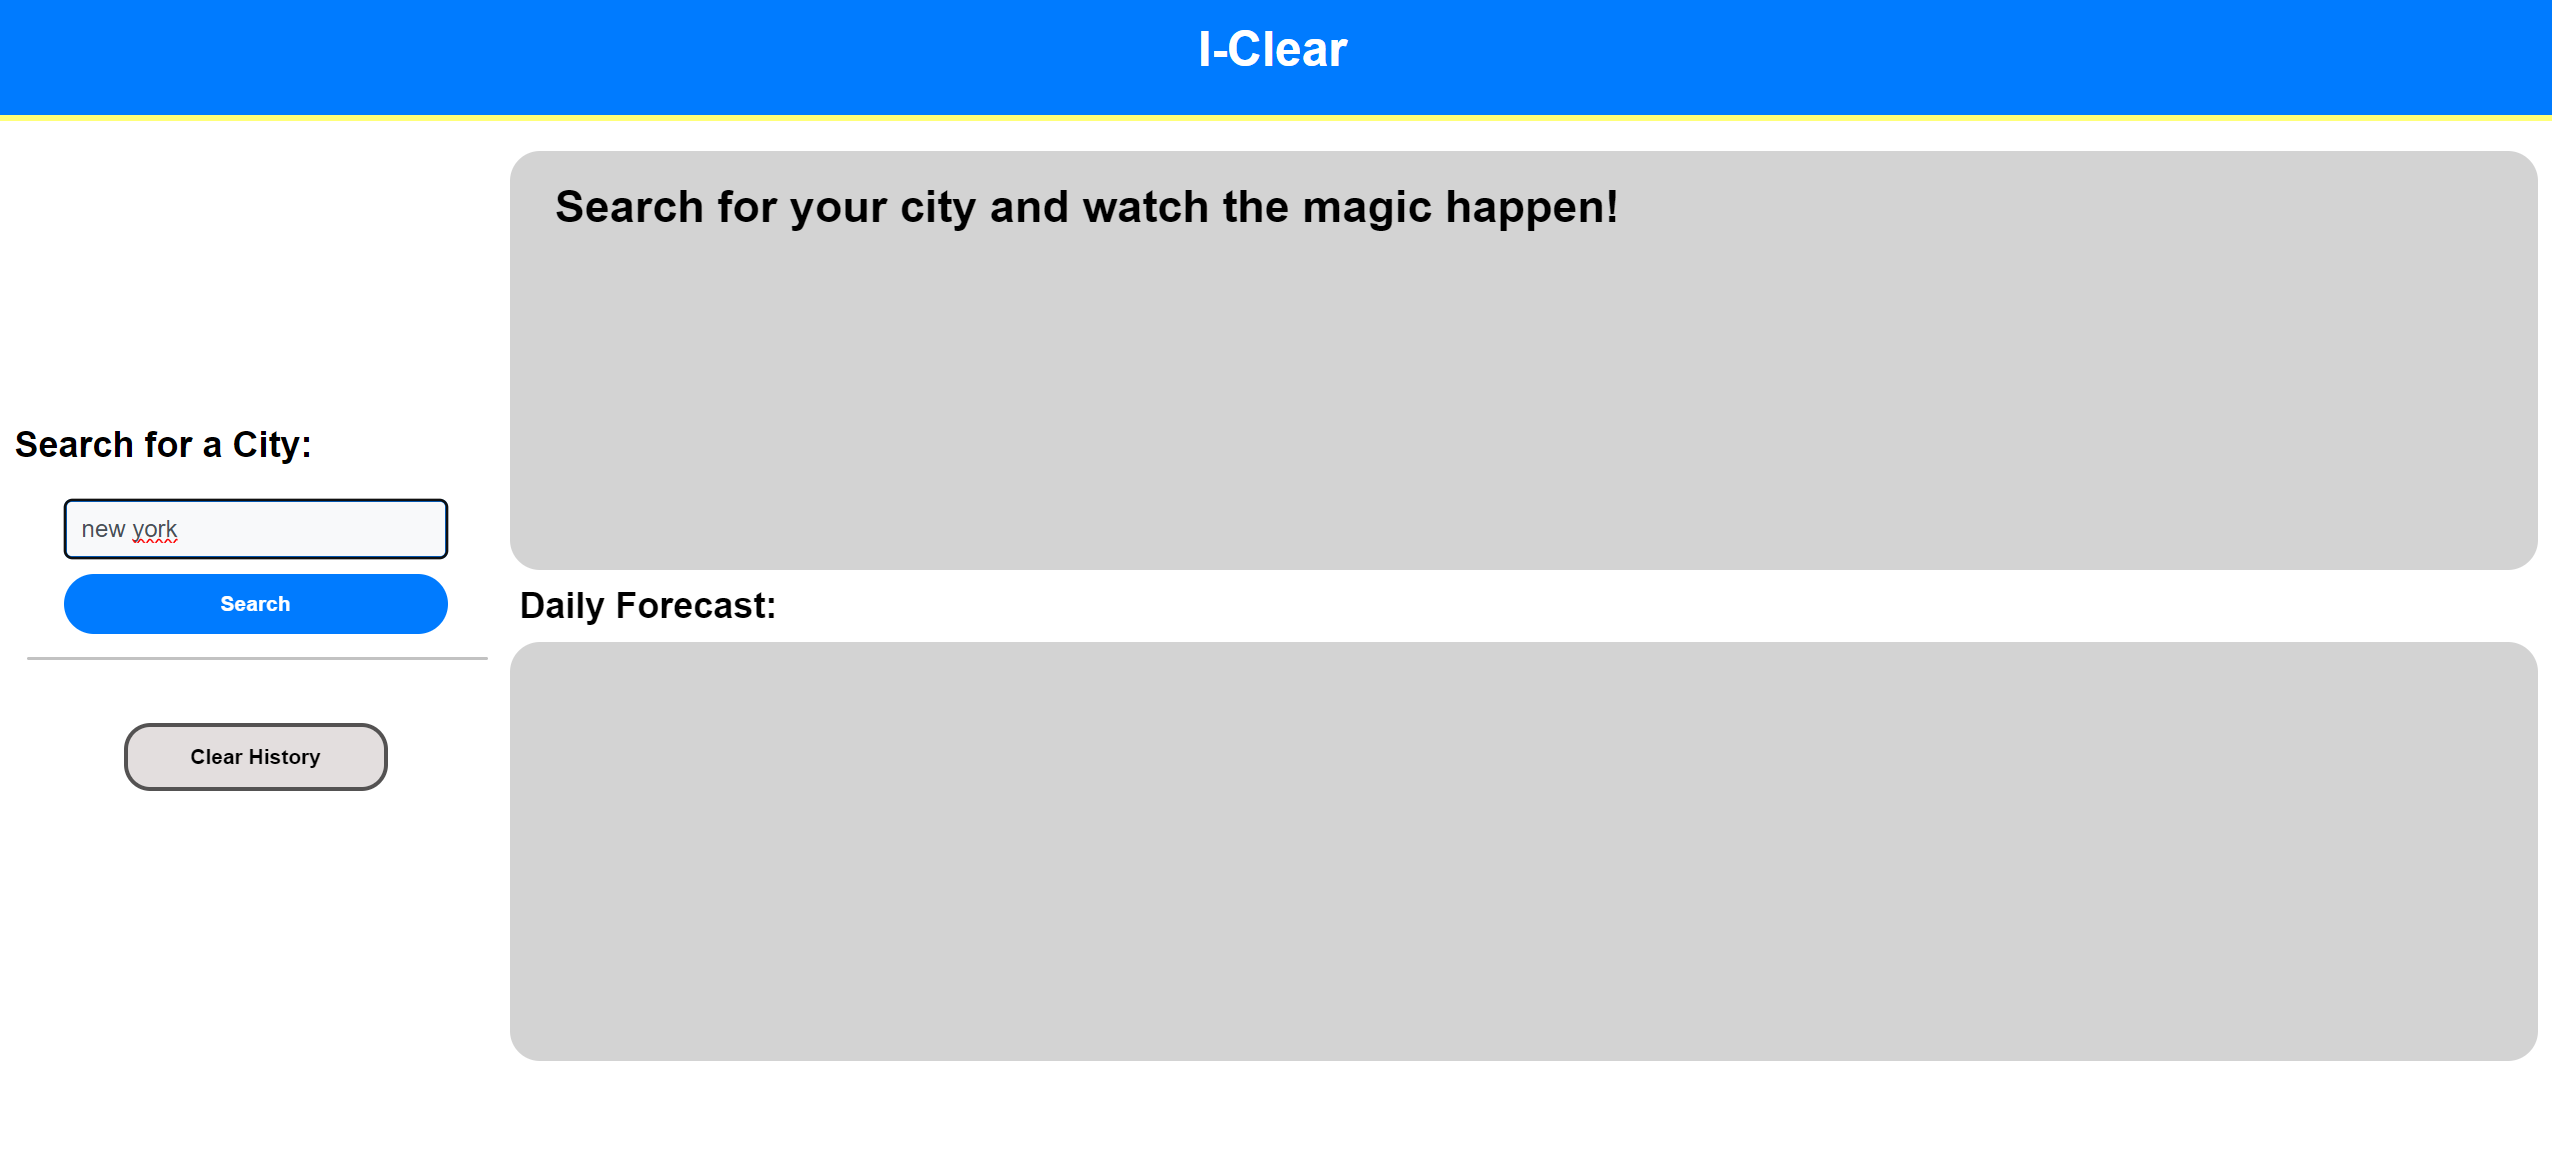 I-Clear
Search for a City:
new york
Search
Clear History
Search for your city and watch the magic happen!
Daily Forecast: